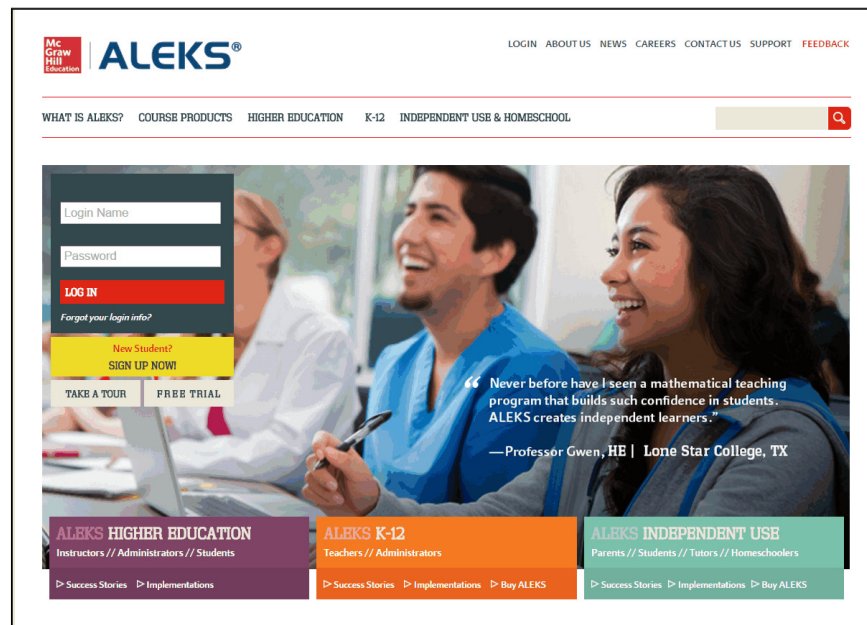 Mc
Graw
Hill
Education
ALEKS®
LOGIN ABOUT US NEWS CAREERS CONTACT US SUPPORT FEEDBACK
WHAT IS ALEKS? COURSE PRODUCTS HIGHER EDUCATION K-12 INDEPENDENT USE & HOMESCHOOL
Login Name
Password
LOG IN
Forgot your login info?
New Student?
SIGN UP NOW!
TAKE A TOUR FREE TRIAL
“ Never before have I seen a mathematical teaching
program that builds such confidence in students.
ALEKS creates independent learners.”
—Professor Gwen, HE | Lone Star College, TX
ALEKS HIGHER EDUCATION
Instructors // Administrators // Students
▷ Success Stories ▷ Implementations
ALEKS K-12
Teachers // Administrators
▷ Success Stories ▷ Implementations ▷ Buy ALEKS
ALEKS INDEPENDENT USE
Parents // Students // Tutors // Homeschoolers
▷ Success Stories ▷ Implementations ▷ Buy ALEKS